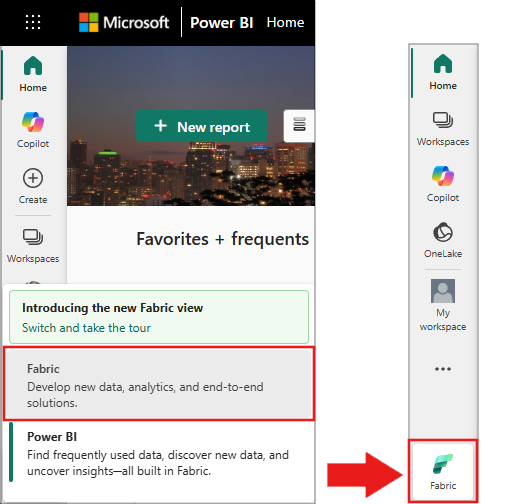 Microsoft Power BI Home
Home
Copilot
Create
Workspaces
+ New report
Favorites + frequents
Introducing the new Fabric view
Switch and take the tour
Fabric
Develop new data, analytics, and end-to-end
solutions.
Power BI
Find frequently used data, discover new data, and
uncover insights—all built in Fabric.
Home
Workspaces
Copilot
OneLake
My
workspace
Fabric